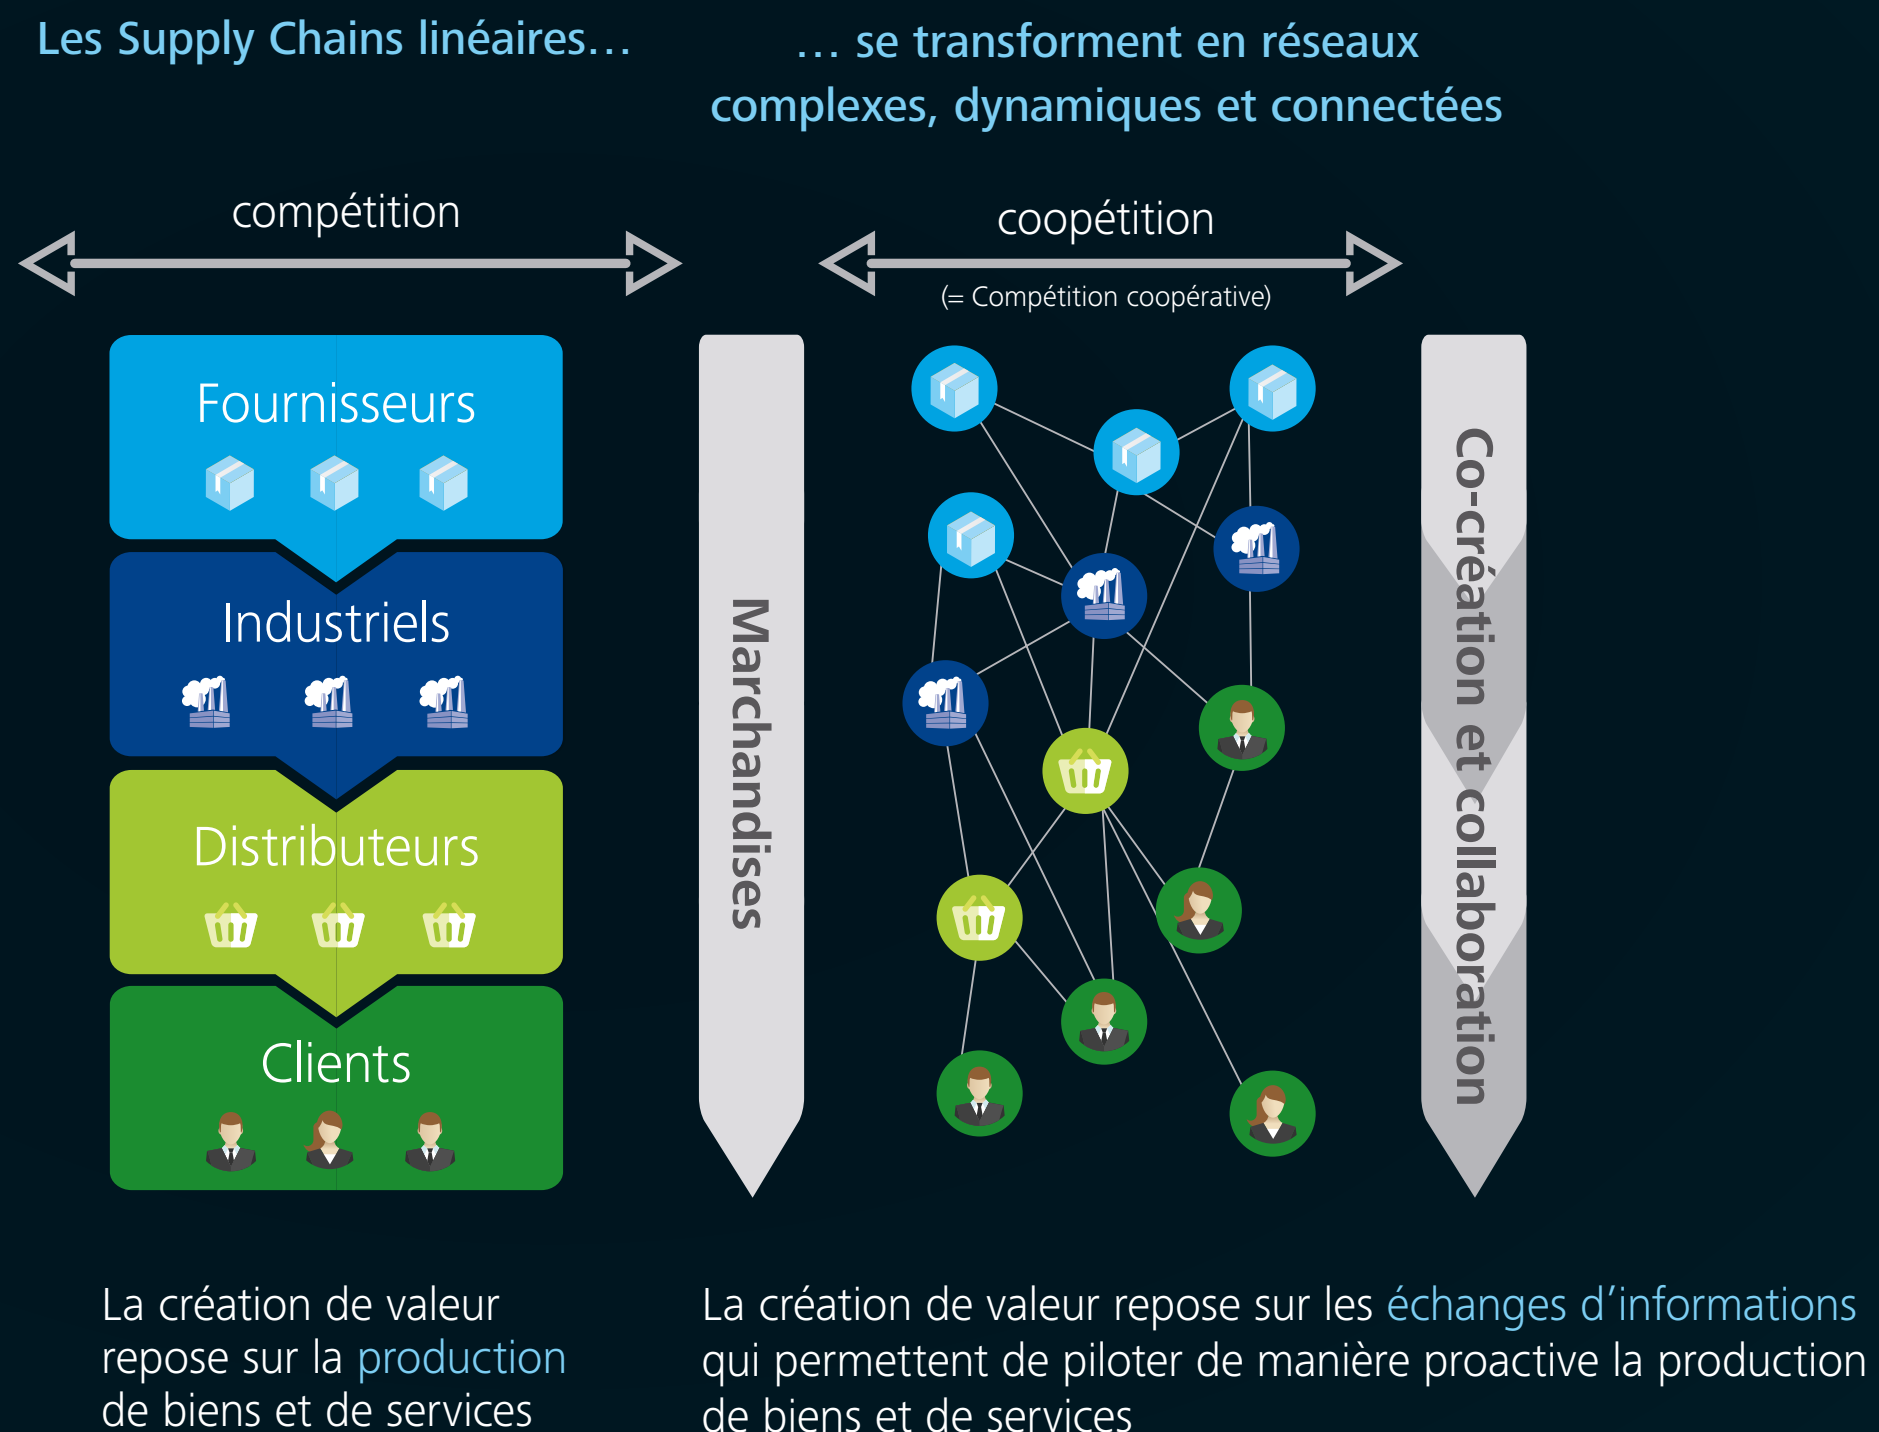 Les Supply Chains linéaires…
… se transforment en réseaux
complexes, dynamiques et connectées
compétition
Fournisseurs
Industriels
Distributeurs
Clients
Marchandises
coopétition
(= Compétition coopérative)
Co-création et collaboration
La création de valeur
repose sur la production
de biens et de services
La création de valeur repose sur les échanges d’informations
qui permettent de piloter de manière proactive la production
de biens et de services